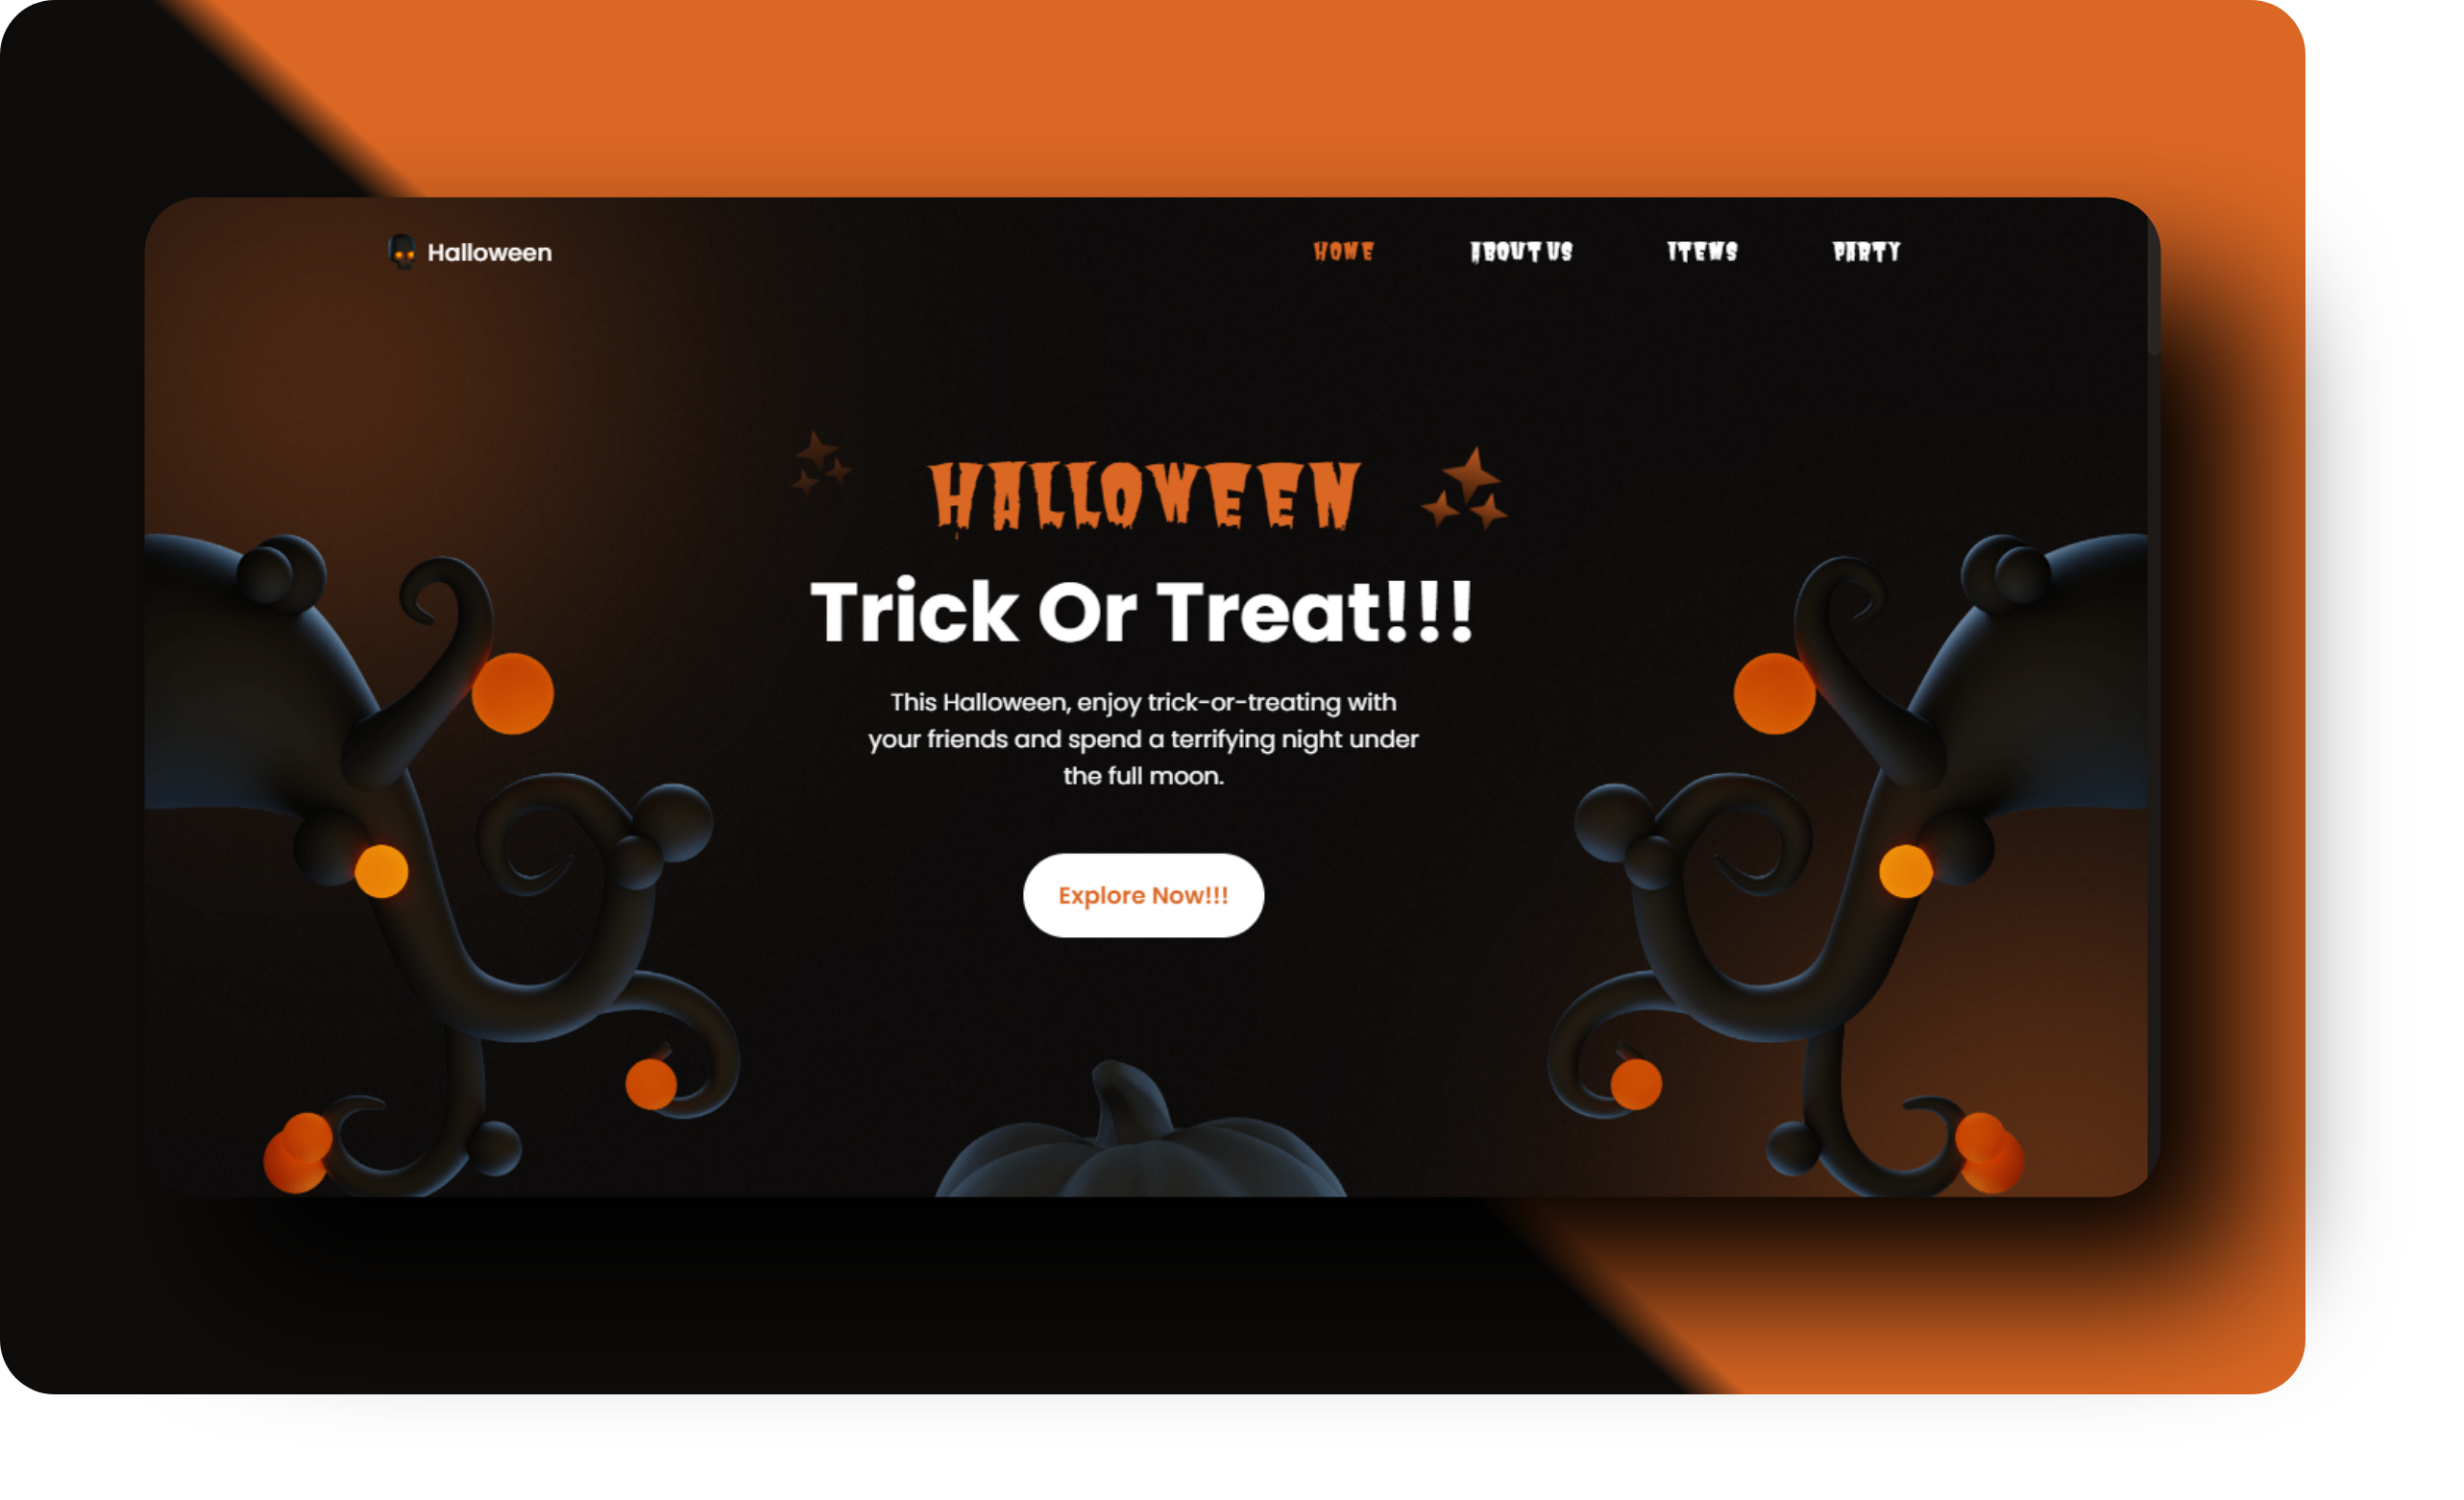 Halloween
HOME
ABOUT US
ITEMS
PARTY
HALLOWEEN
Trick Or Treat!!!
This Halloween, enjoy trick-or-treating with
your friends and spend a terrifying night under
the full moon.
Explore Now!!!